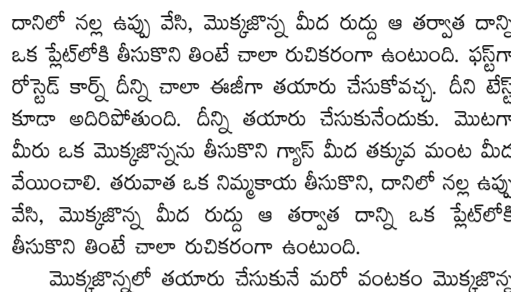 దానిలో నల్ల ఉప్పు వేసి, మొక్కజొన్న మీద రుద్దు ఆ తర్వాత దాన్ని
ఒక ప్లేట్‌లోకి తీసుకొని తింటే చాలా రుచికరంగా ఉంటుంది. ఫస్ట్‌గా
రోస్టెడ్ కార్న్ దీన్ని చాలా ఈజీగా తయారు చేసుకోవచ్చ. దీని టేస్ట్
కూడా అదిరిపోతుంది. దీన్ని తయారు చేసుకునేందుకు. మొటగా
మీరు ఒక మొక్కజొన్నను తీసుకొని గ్యాస్ మీద తక్కువ మంట మీద
వేయించాలి. తరువాత ఒక నిమ్మకాయ తీసుకొని, దానిలో నల్ల ఉప్పు
వేసి, మొక్కజొన్న మీద రుద్దు ఆ తర్వాత దాన్ని ఒక ప్లేట్‌లోకి
తీసుకొని తింటే చాలా రుచికరంగా ఉంటుంది.
మొక్కజొన్నలో తయారు చేసుకునే మరో వంటకం మొక్కజొన్న